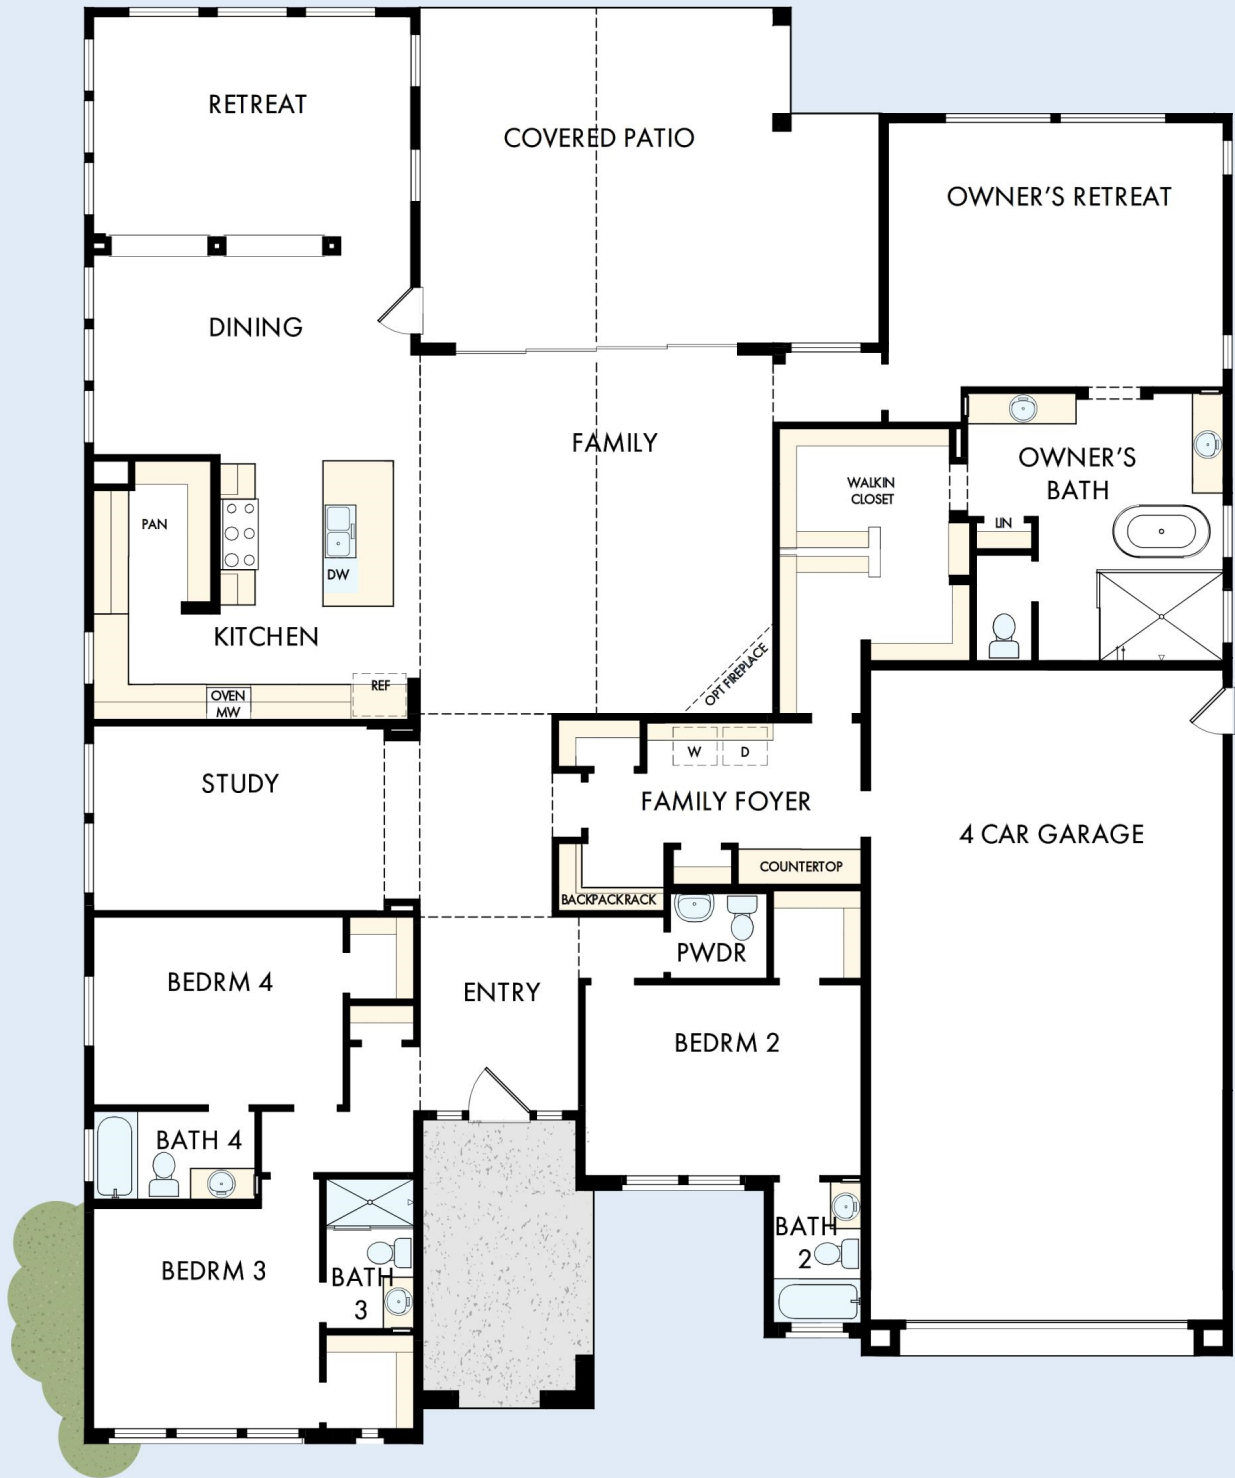 RETREAT
COVERED PATIO
OWNER'S RETREAT
DINING
FAMILY
OWNER'S
BATH
WALKIN
CLOSET
PAN
LIN
DW
KITCHEN
OPT FIREPLACE
REF
OVEN
MW
W
D
STUDY
FAMILY FOYER
4 CAR GARAGE
COUNTERTOP
BACKPACKRACK
PWDR
BEDRM 4
ENTRY
BEDRM 2
BATH 4
BATH
2
BEDRM 3
BATH
3